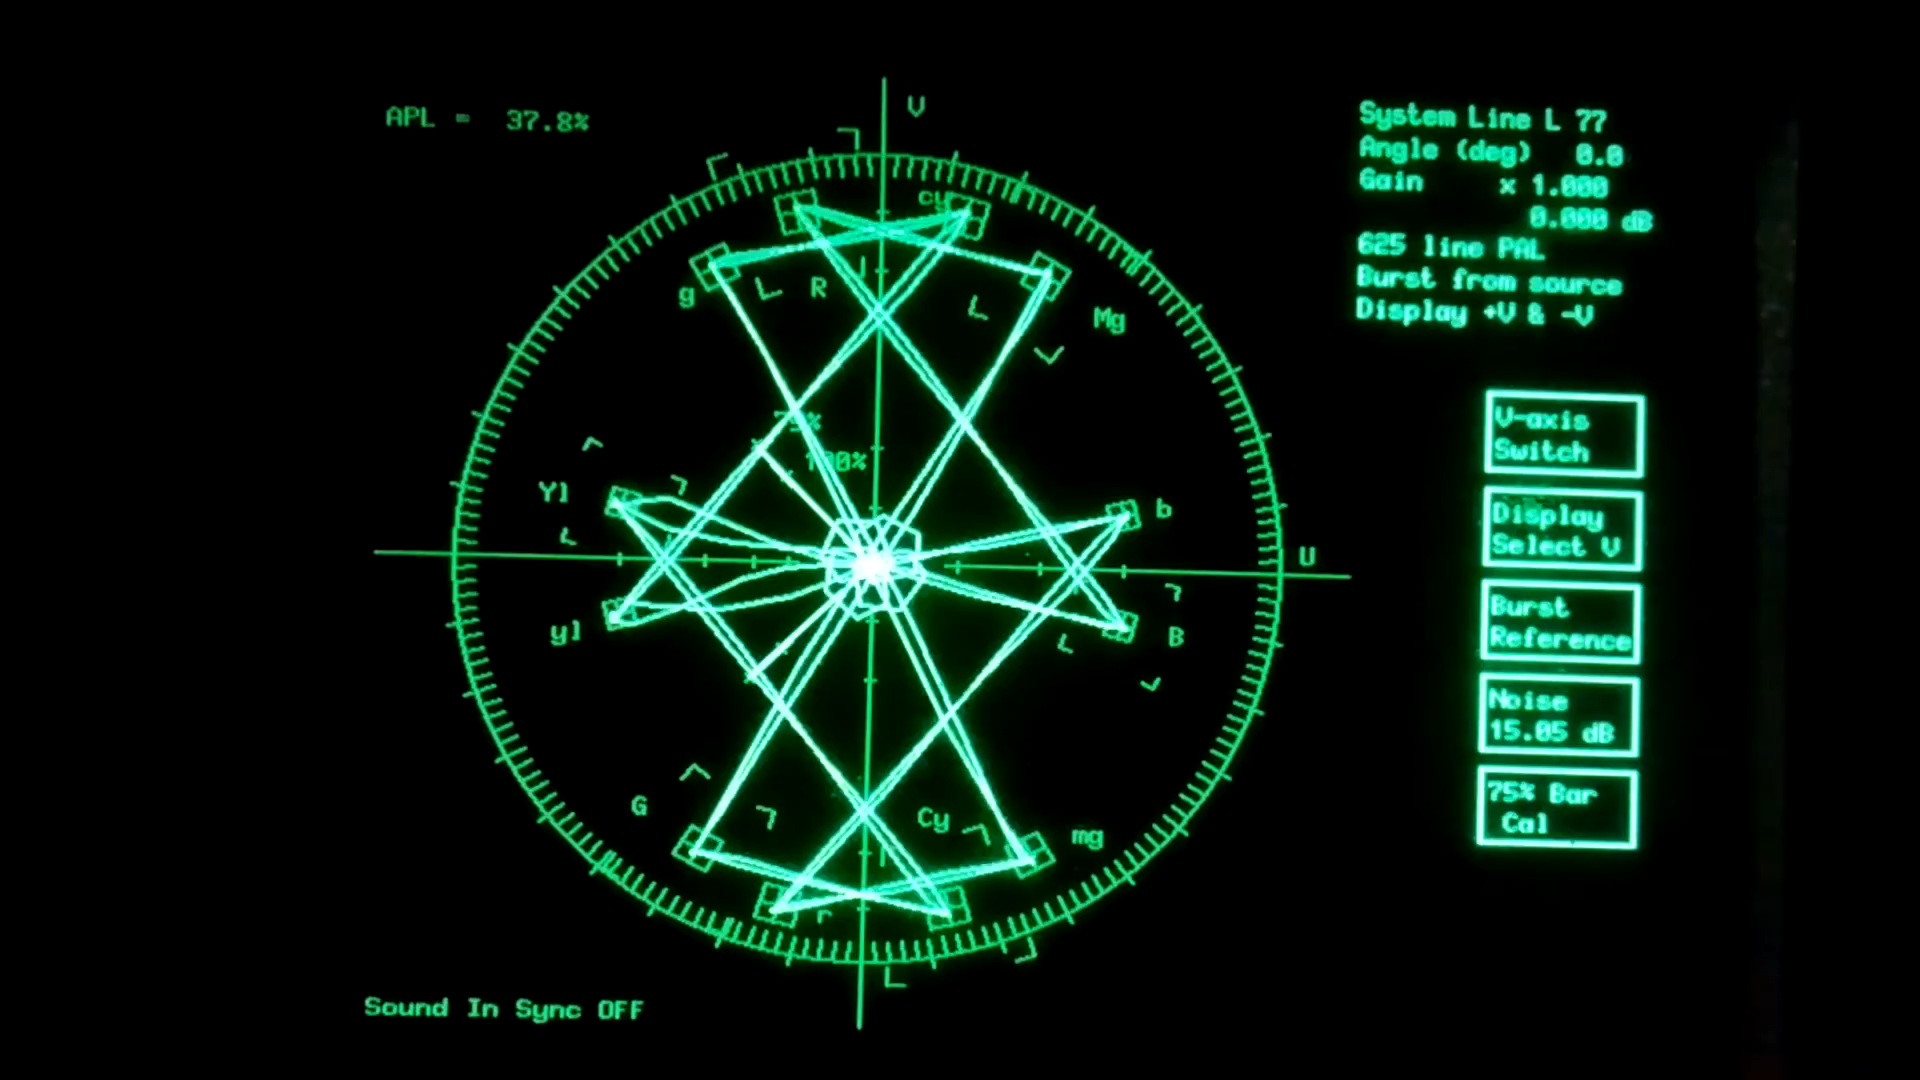 V
APL = 37.8%
System Line L 77
Angle (deg) 0.0
Gain x 1.000
0.000 dB
625 line PAL
Burst from source
Display +V & -V
cy
g
R
Mg
75%
100%
Yl
b
U
yl
B
G
Cy
mg
r
V-axis
Switch
Display
Select V
Burst
Reference
Noise
15.05 dB
75% Bar
Cal
Sound In Sync OFF